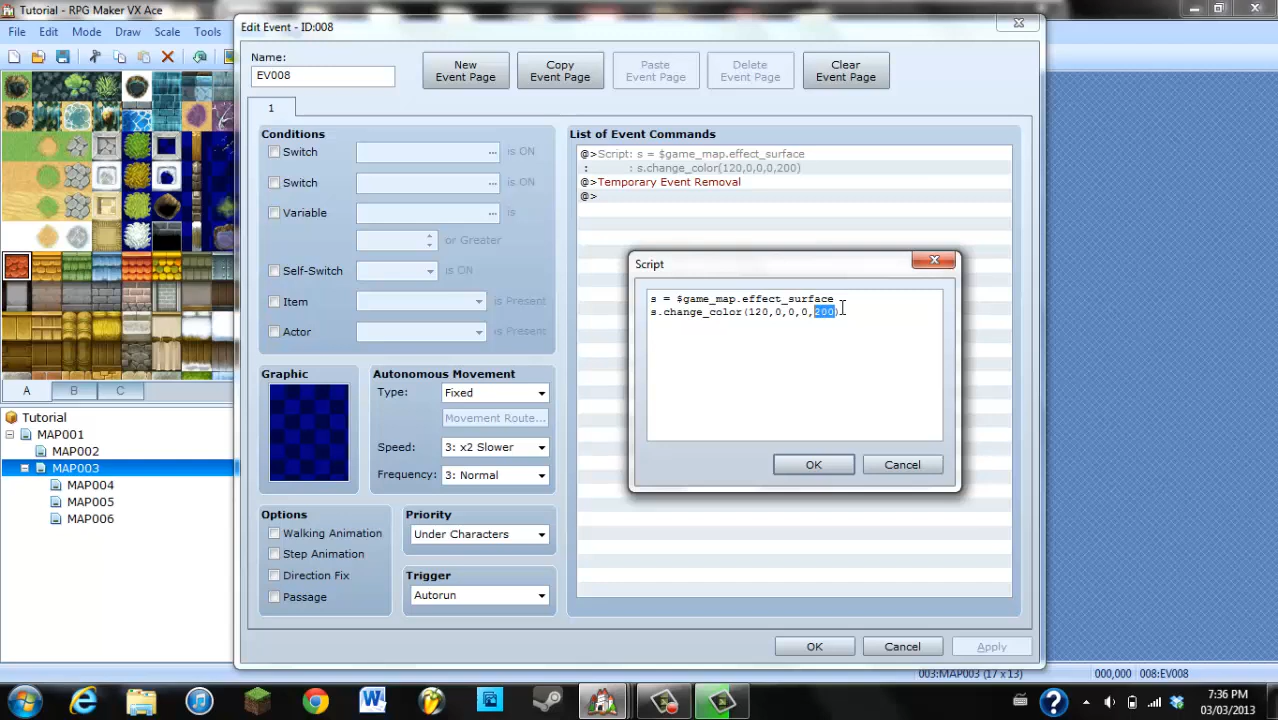 Tutorial - RPG Maker VX Ace
File Edit Mode Draw Scale Tools
Edit Event - ID:008
Name:
EV008
New Event Page
Copy Event Page
Paste Event Page
Delete Event Page
Clear Event Page
1
Conditions
Switch ... is ON
Switch ... is ON
Variable ... is
or Greater
Self-Switch is ON
Item is Present
Actor is Present
Graphic
Autonomous Movement
Type: Fixed
Movement Route...
Speed: 3: x2 Slower
Frequency: 3: Normal
Options
Walking Animation
Step Animation
Direction Fix
Passage
Priority
Under Characters
Trigger
Autorun
List of Event Commands
@>Script: s = $game_map.effect_surface
: : s.change_color(120,0,0,0,200)
@>Temporary Event Removal
@>
Script
s = $game_map.effect_surface
s.change_color(120,0,0,0,200)
OK Cancel
OK Cancel Apply
A B C
Tutorial
MAP001
MAP002
MAP003
MAP004
MAP005
MAP006
003:MAP003 (17 x 13) 000,000 008:EV008
7:36 PM
03/03/2013